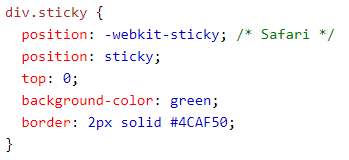 div.sticky {
  position: -webkit-sticky; /* Safari */
  position: sticky;
  top: 0;
  background-color: green;
  border: 2px solid #4CAF50;
}